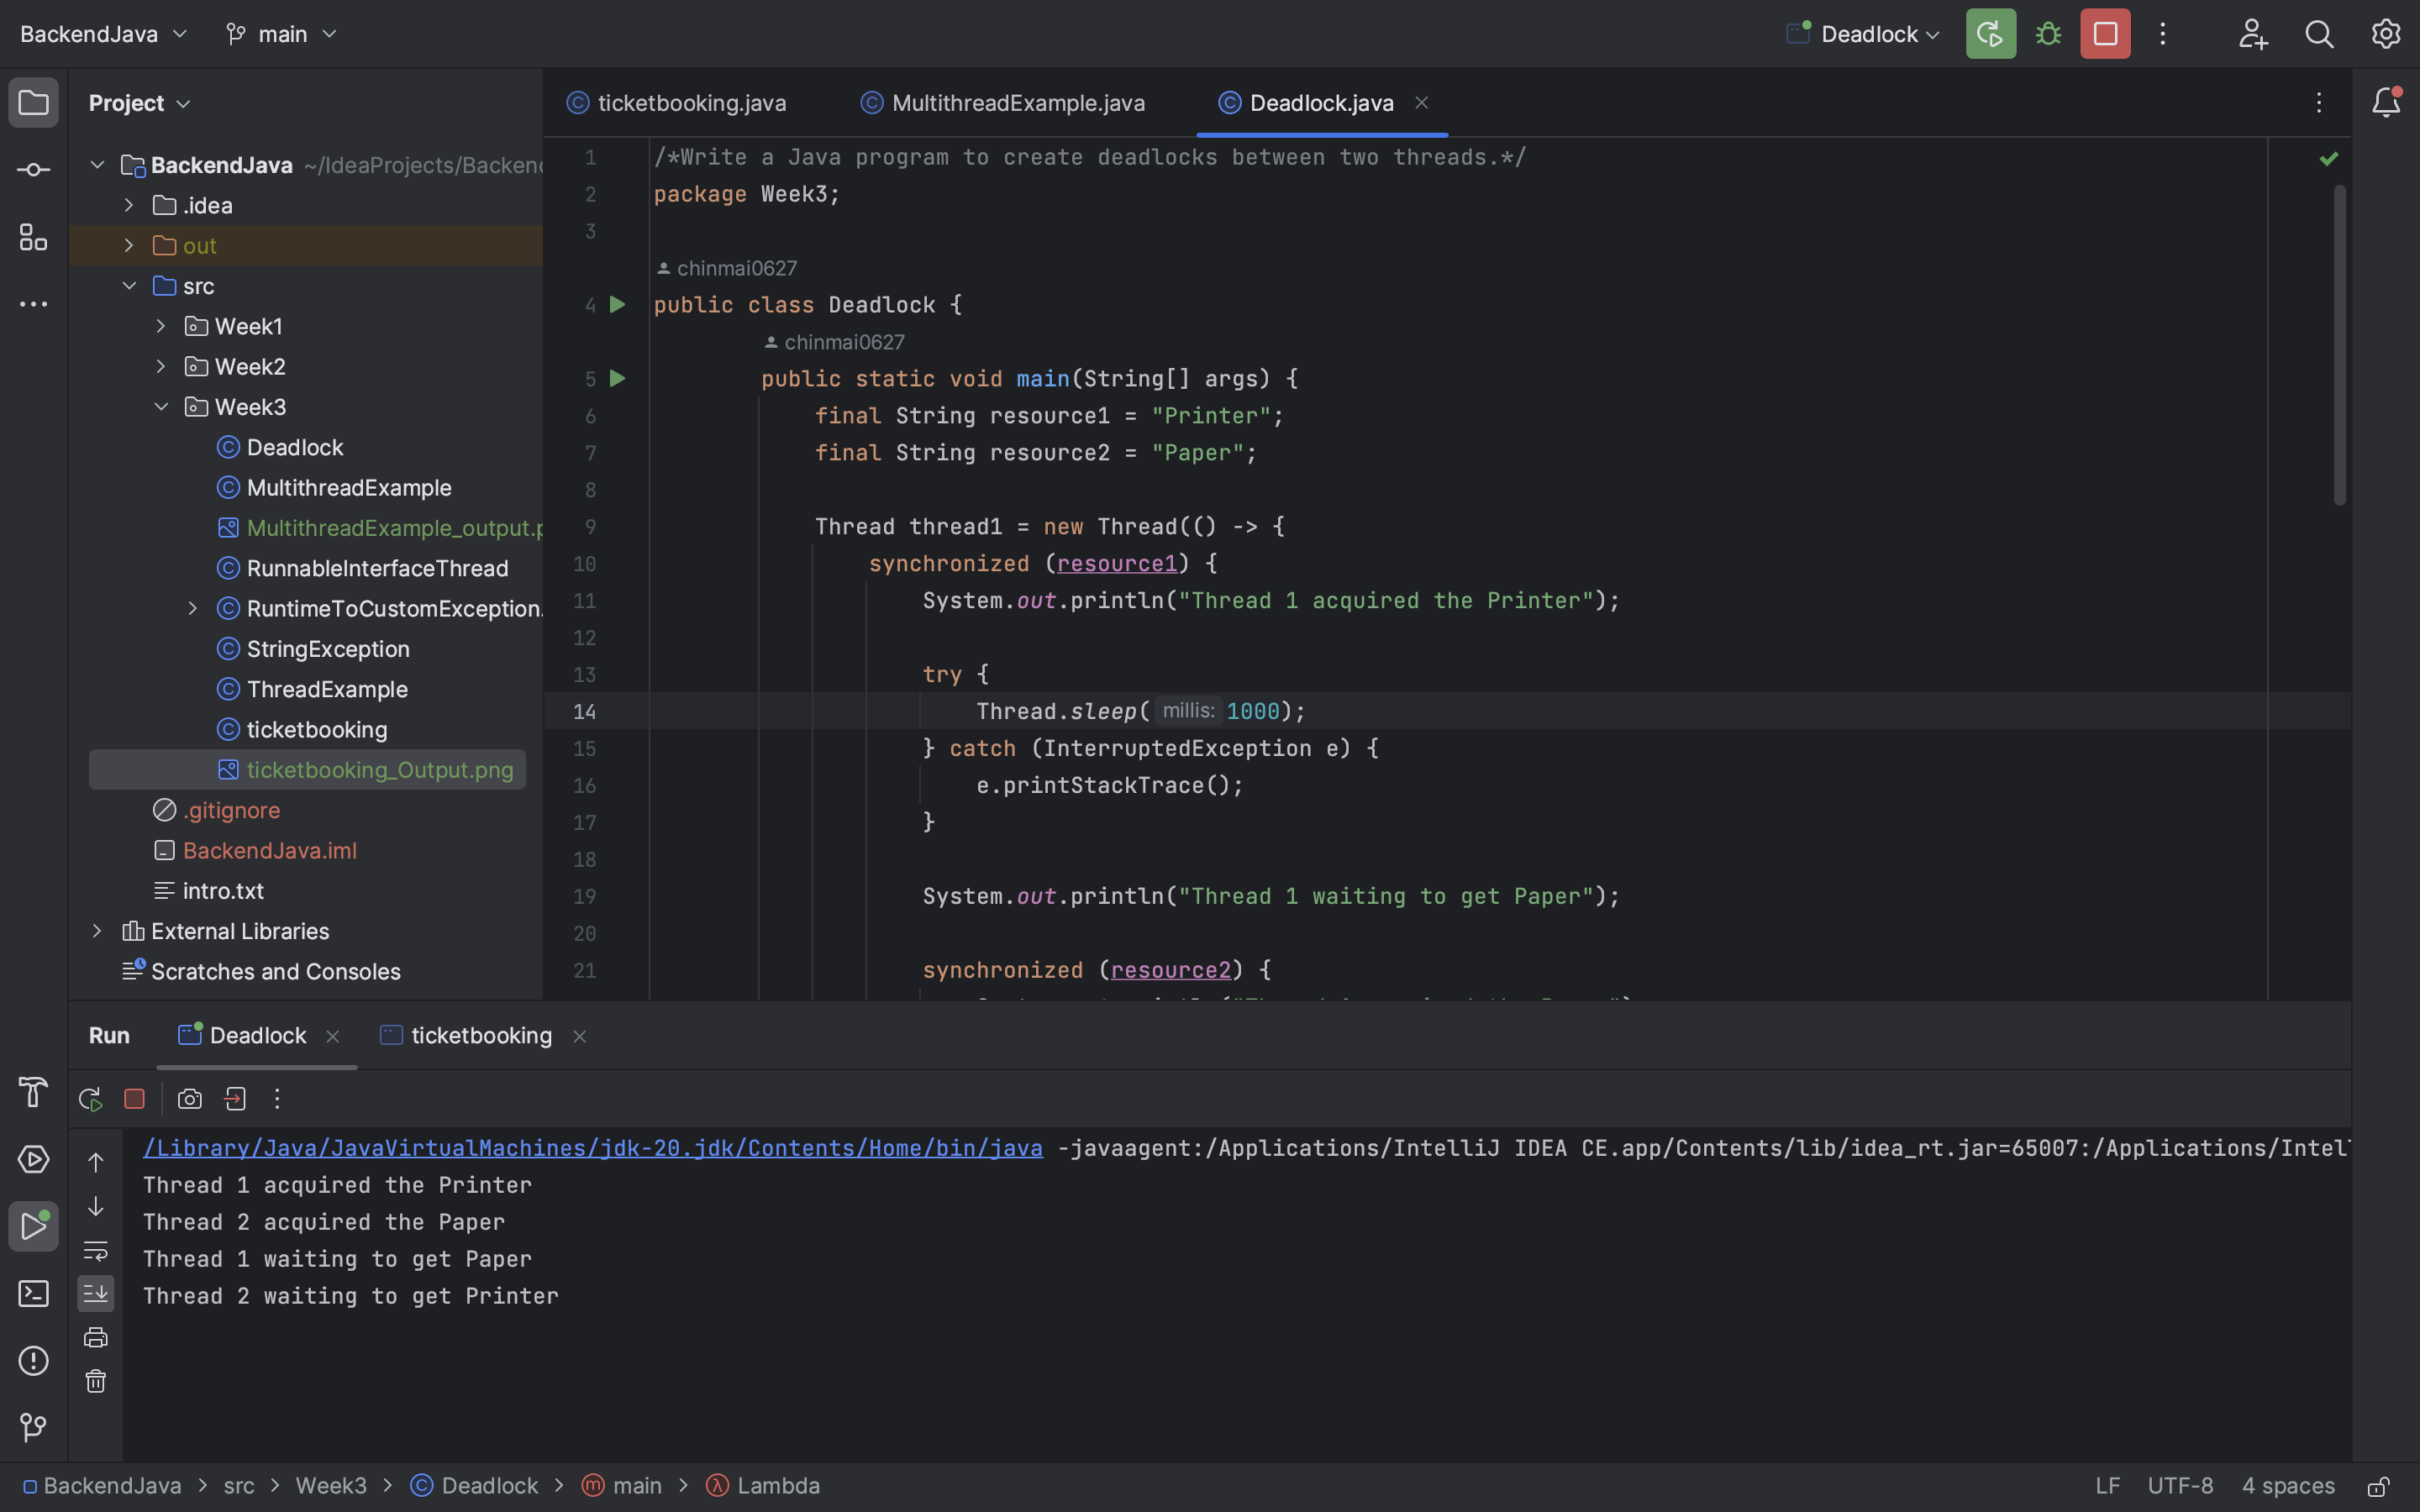 BackendJava main Deadlock
Project
ticketbooking.java MultithreadExample.java Deadlock.java
BackendJava ~/IdeaProjects/Backen
.idea
out
src
Week1
Week2
Week3
Deadlock
MultithreadExample
MultithreadExample_output.p
RunnableInterfaceThread
RuntimeToCustomException.
StringException
ThreadExample
ticketbooking
ticketbooking_Output.png
.gitignore
BackendJava.iml
intro.txt
External Libraries
Scratches and Consoles
1 /*Write a Java program to create deadlocks between two threads.*/
2 package Week3;
3
chinmai0627
4 public class Deadlock {
chinmai0627
5 public static void main(String[] args) {
6 final String resource1 = "Printer";
7 final String resource2 = "Paper";
8
9 Thread thread1 = new Thread(() -> {
10 synchronized (resource1) {
11 System.out.println("Thread 1 acquired the Printer");
12
13 try {
14 Thread.sleep( millis: 1000);
15 } catch (InterruptedException e) {
16 e.printStackTrace();
17 }
18
19 System.out.println("Thread 1 waiting to get Paper");
20
21 synchronized (resource2) {
Run Deadlock ticketbooking
/Library/Java/JavaVirtualMachines/jdk-20.jdk/Contents/Home/bin/java -javaagent:/Applications/IntelliJ IDEA CE.app/Contents/lib/idea_rt.jar=65007:/Applications/Intel
Thread 1 acquired the Printer
Thread 2 acquired the Paper
Thread 1 waiting to get Paper
Thread 2 waiting to get Printer
BackendJava > src > Week3 > Deadlock > main > Lambda LF UTF-8 4 spaces